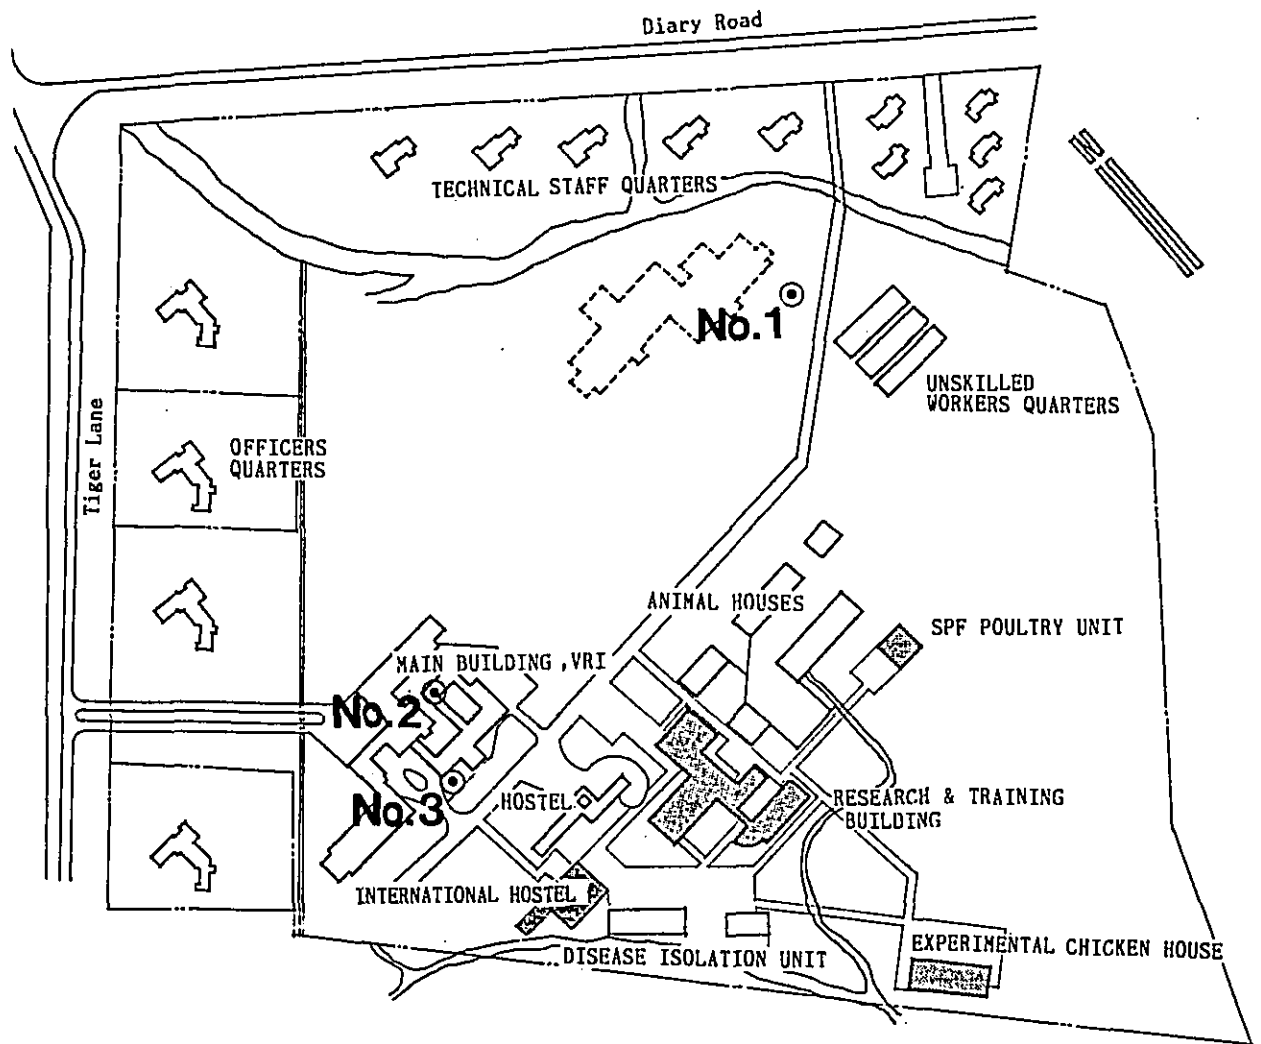 Diary Road
TECHNICAL STAFF QUARTERS
N
No.1
UNSKILLED
WORKERS QUARTERS
Tiger Lane
OFFICERS
QUARTERS
ANIMAL HOUSES
SPF POULTRY UNIT
MAIN BUILDING ,VRI
No.2
No.3
HOSTEL
RESEARCH & TRAINING
BUILDING
INTERNATIONAL HOSTEL
EXPERIMENTAL CHICKEN HOUSE
DISEASE ISOLATION UNIT